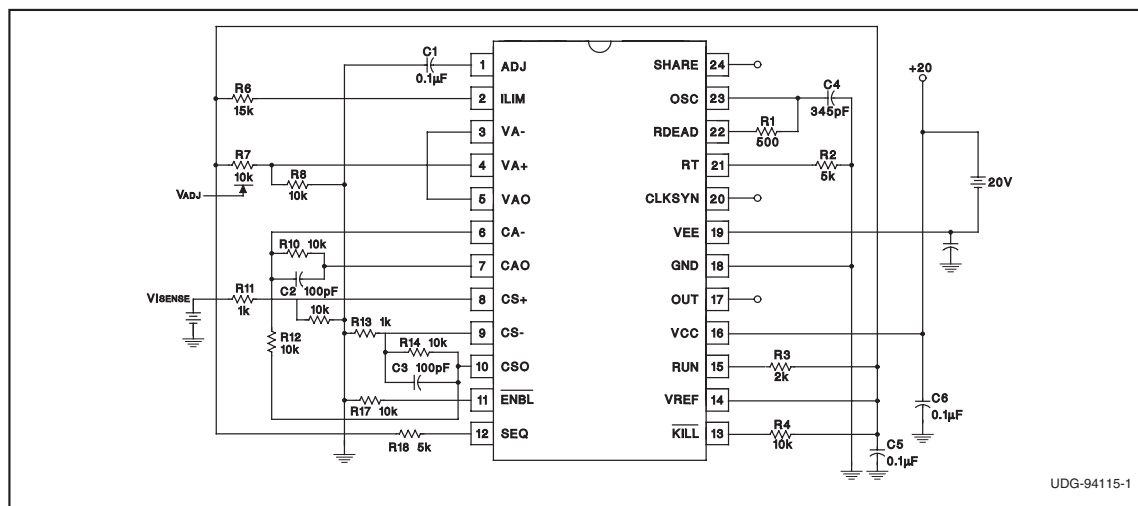 C1
0.1µF
1 ADJ
SHARE 24
+20
R6
15k
2 ILIM
OSC 23
C4
345pF
3 VA-
RDEAD 22
R1
500
R7
10k
4 VA+
RT 21
R2
5k
R8
10k
VADJ
5 VAO
CLKSYN 20
20V
6 CA-
VEE 19
R10 10k
7 CAO
GND 18
C2 100pF
VISENSE
R11
1k
8 CS+
OUT 17
10k
R12
10k
R13 1k
9 CS-
VCC 16
R14 10k
C3 100pF
10 CSO
RUN 15
R3
2k
R17 10k
11 ENBL
VREF 14
C6
0.1µF
R18 5k
12 SEQ
KILL 13
R4
10k
C5
0.1µF
UDG-94115-1